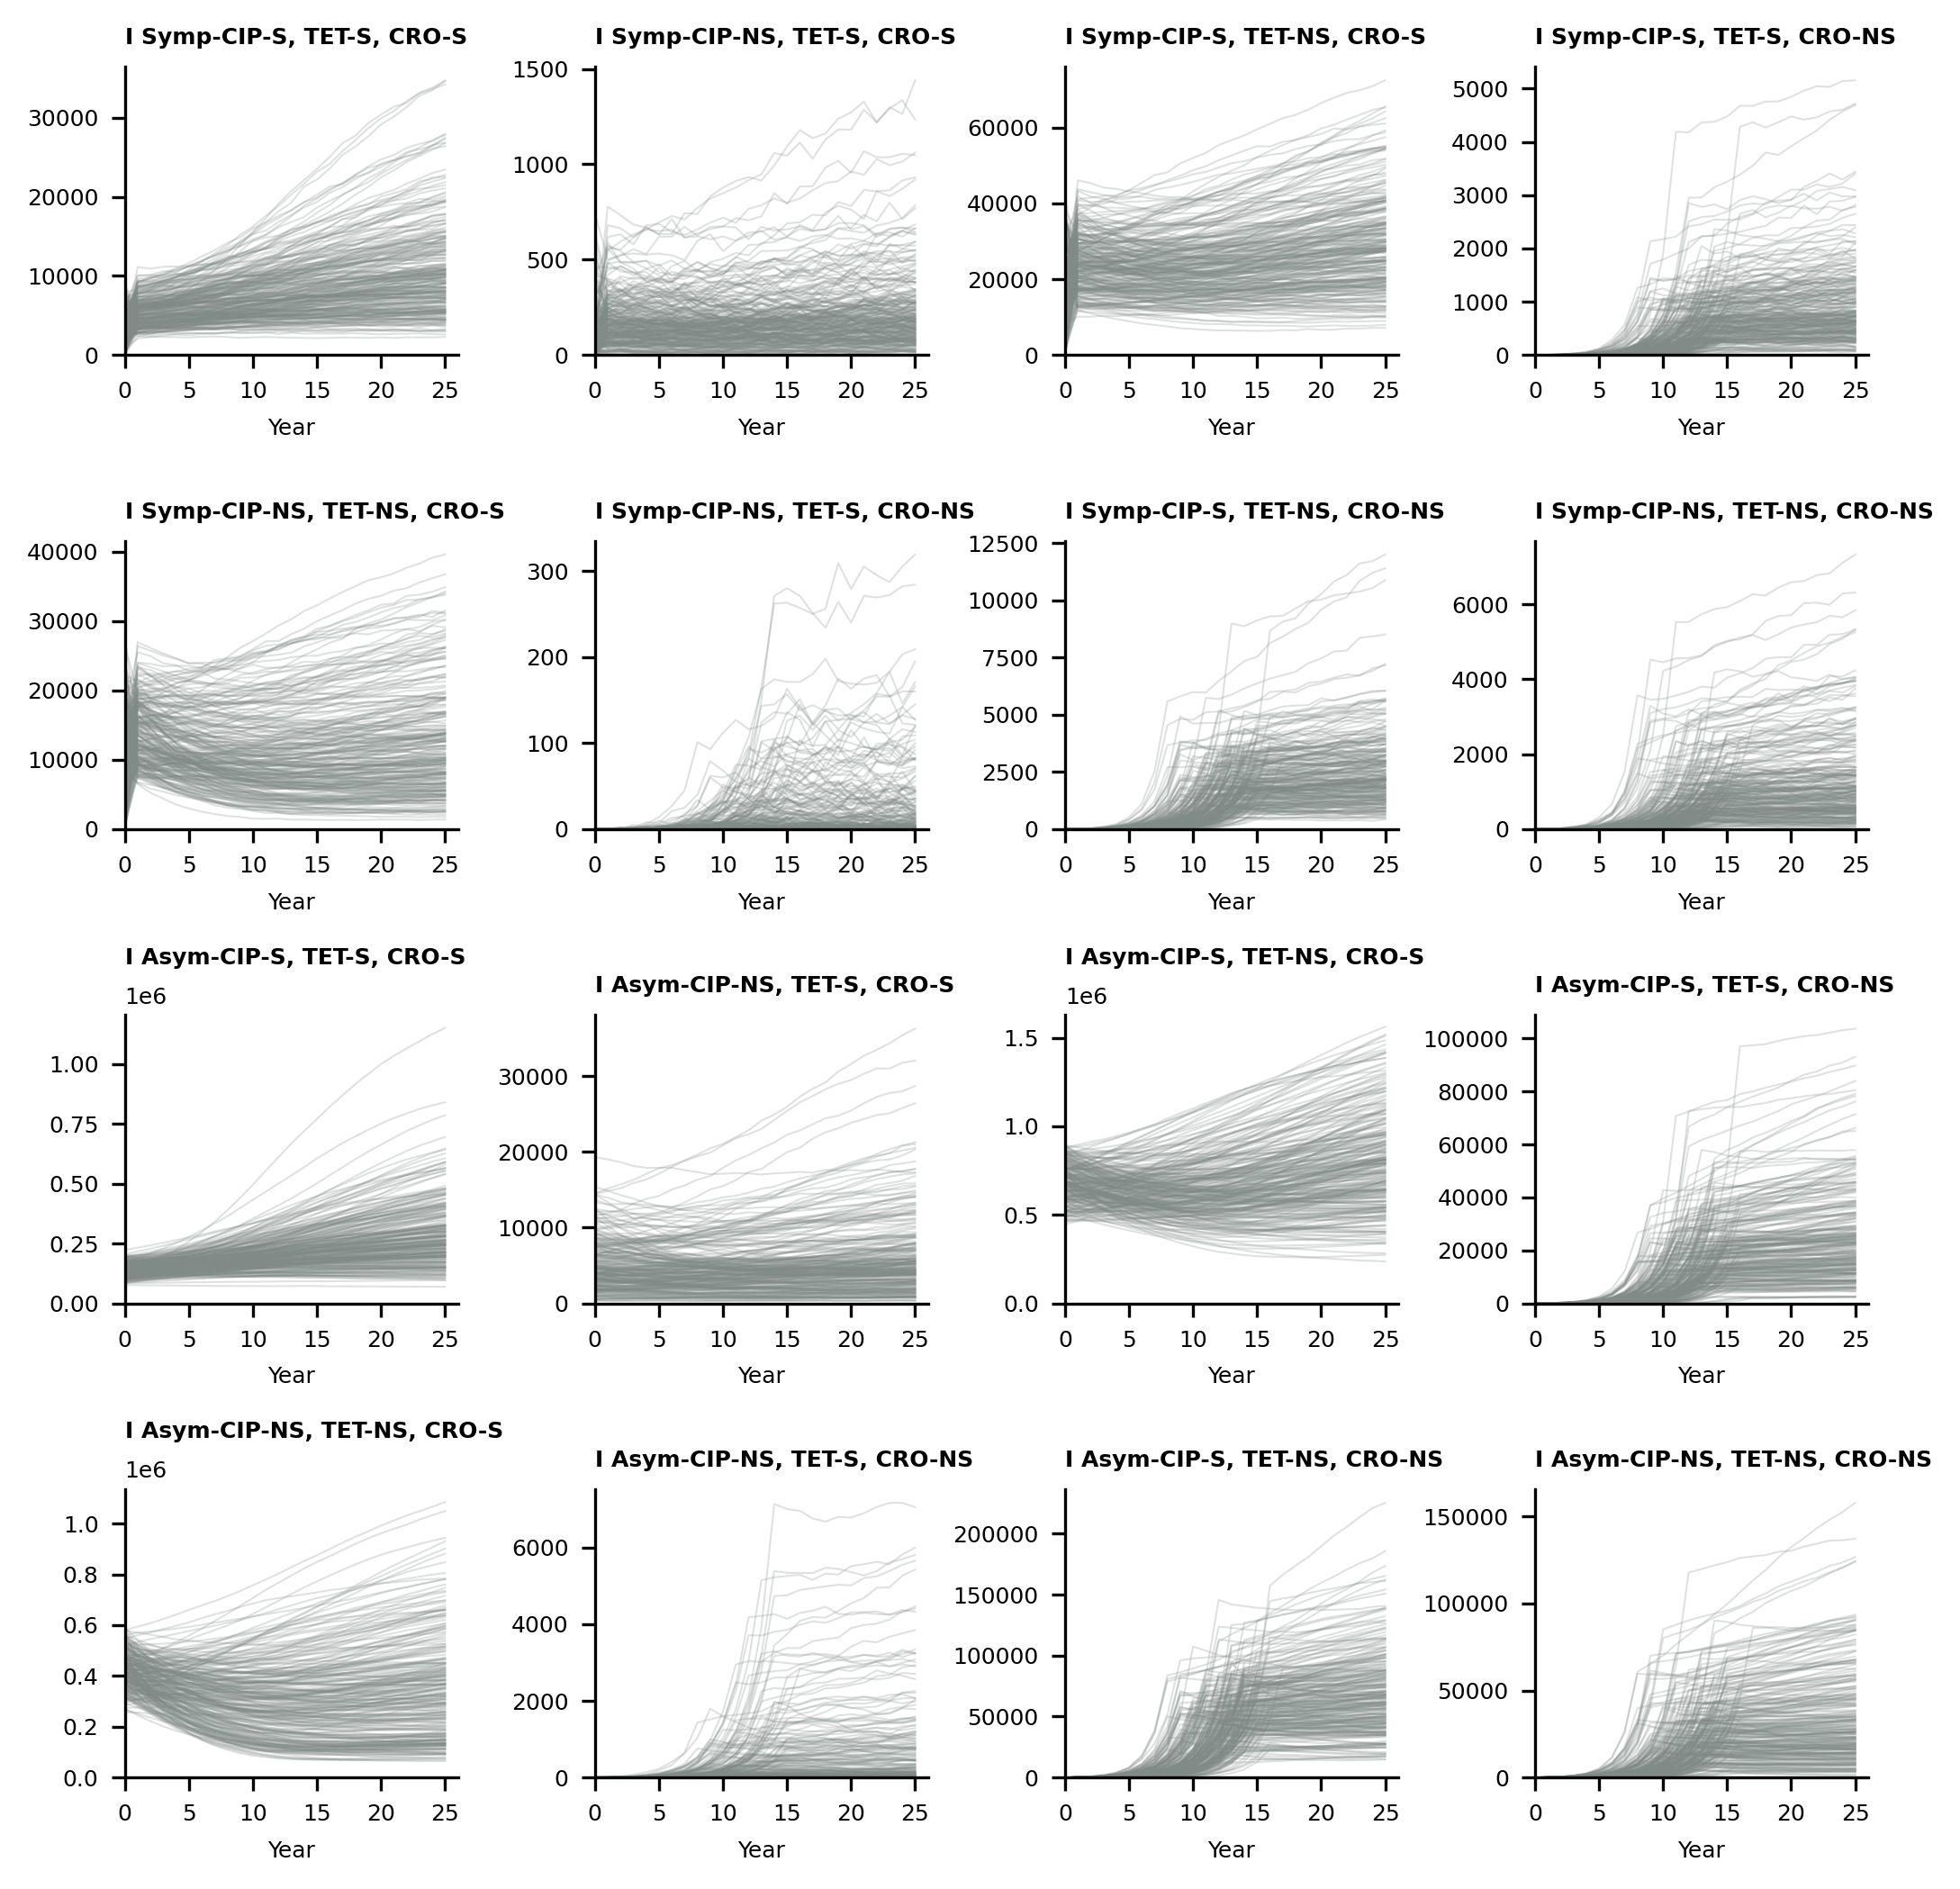 I Symp-CIP-S, TET-S, CRO-S
30000
20000
10000
0
0 5 10 15 20 25
Year
I Symp-CIP-NS, TET-S, CRO-S
1500
1000
500
0
0 5 10 15 20 25
Year
I Symp-CIP-S, TET-NS, CRO-S
60000
40000
20000
0
0 5 10 15 20 25
Year
I Symp-CIP-S, TET-S, CRO-NS
5000
4000
3000
2000
1000
0
0 5 10 15 20 25
Year
I Symp-CIP-NS, TET-NS, CRO-S
40000
30000
20000
10000
0
0 5 10 15 20 25
Year
I Symp-CIP-NS, TET-S, CRO-NS
300
200
100
0
0 5 10 15 20 25
Year
I Symp-CIP-S, TET-NS, CRO-NS
12500
10000
7500
5000
2500
0
0 5 10 15 20 25
Year
I Symp-CIP-NS, TET-NS, CRO-NS
6000
4000
2000
0
0 5 10 15 20 25
Year
I Asym-CIP-S, TET-S, CRO-S
1e6
1.00
0.75
0.50
0.25
0.00
0 5 10 15 20 25
Year
I Asym-CIP-NS, TET-S, CRO-S
30000
20000
10000
0
0 5 10 15 20 25
Year
I Asym-CIP-S, TET-NS, CRO-S
1e6
1.5
1.0
0.5
0.0
0 5 10 15 20 25
Year
I Asym-CIP-S, TET-S, CRO-NS
100000
80000
60000
40000
20000
0
0 5 10 15 20 25
Year
I Asym-CIP-NS, TET-NS, CRO-S
1e6
1.0
0.8
0.6
0.4
0.2
0.0
0 5 10 15 20 25
Year
I Asym-CIP-NS, TET-S, CRO-NS
6000
4000
2000
0
0 5 10 15 20 25
Year
I Asym-CIP-S, TET-NS, CRO-NS
200000
150000
100000
50000
0
0 5 10 15 20 25
Year
I Asym-CIP-NS, TET-NS, CRO-NS
150000
100000
50000
0
0 5 10 15 20 25
Year